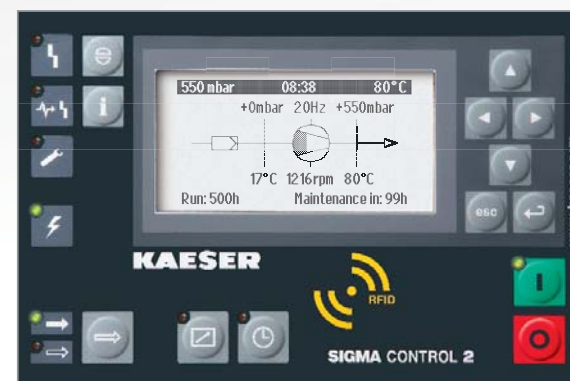 550 mbar 08:38 80°C
+0mbar 20Hz +550mbar
17°C 1216rpm 80°C
Run: 500h Maintenance in: 99h
esc
KAESER
RFID
I
O
SIGMA CONTROL 2